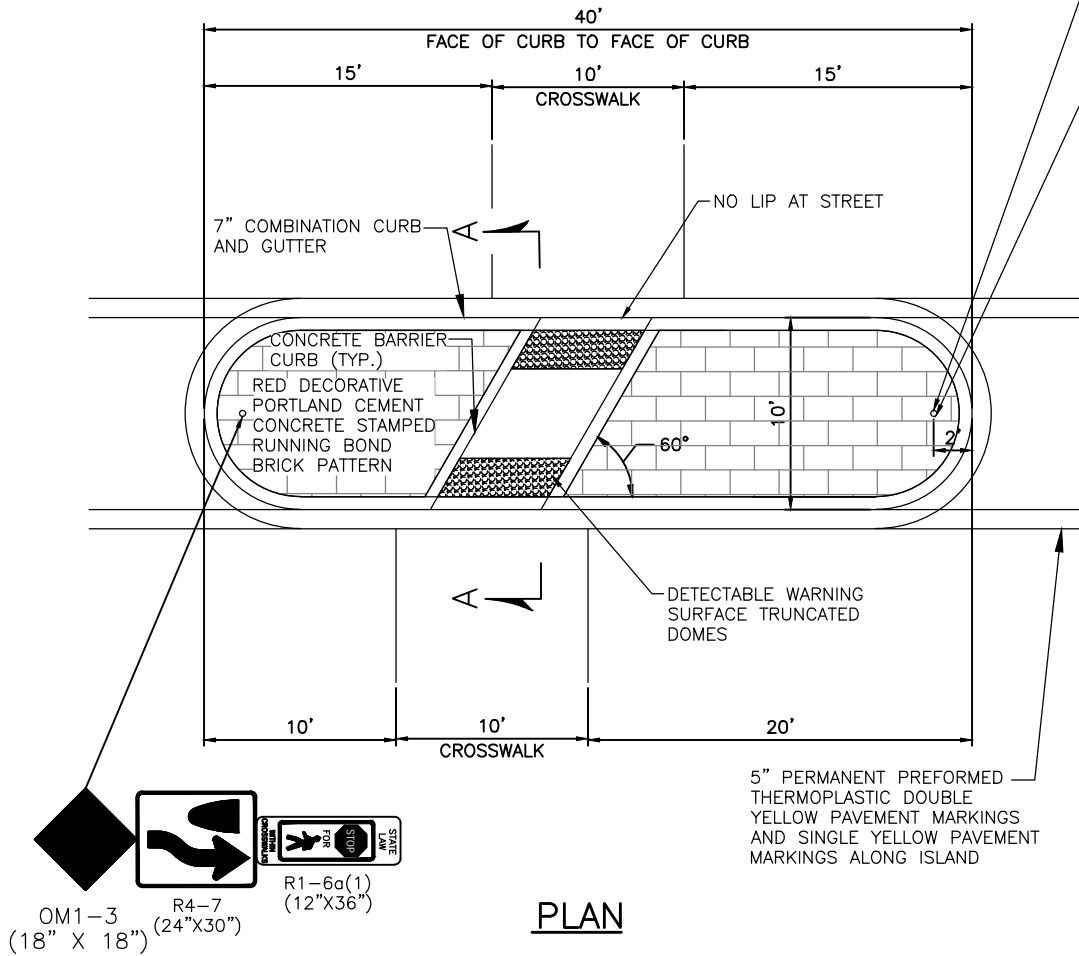 40'
FACE OF CURB TO FACE OF CURB
15'
10'
15'
CROSSWALK
NO LIP AT STREET
7" COMBINATION CURB
AND GUTTER
A
CONCRETE BARRIER
CURB (TYP.)
RED DECORATIVE
PORTLAND CEMENT
CONCRETE STAMPED
RUNNING BOND
BRICK PATTERN
10'
2'
60°
A
DETECTABLE WARNING
SURFACE TRUNCATED
DOMES
10'
10'
20'
CROSSWALK
5" PERMANENT PREFORMED
THERMOPLASTIC DOUBLE
YELLOW PAVEMENT MARKINGS
AND SINGLE YELLOW PAVEMENT
MARKINGS ALONG ISLAND
STATE
LAW
STOP
FOR
WITHIN
CROSSWALKS
OM1-3
(18" X 18")
R4-7
(24"X30")
R1-6a(1)
(12"X36")
PLAN